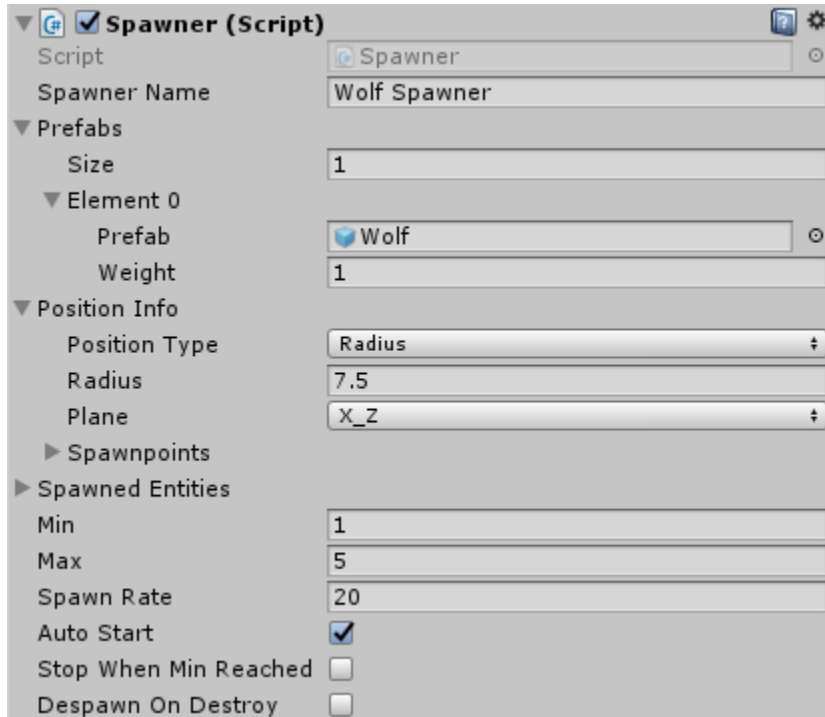 Spawner (Script)
Script Spawner
Spawner Name Wolf Spawner
Prefabs
Size 1
Element 0
Prefab Wolf
Weight 1
Position Info
Position Type Radius
Radius 7.5
Plane X_Z
Spawnpoints
Spawned Entities
Min 1
Max 5
Spawn Rate 20
Auto Start
Stop When Min Reached
Despawn On Destroy